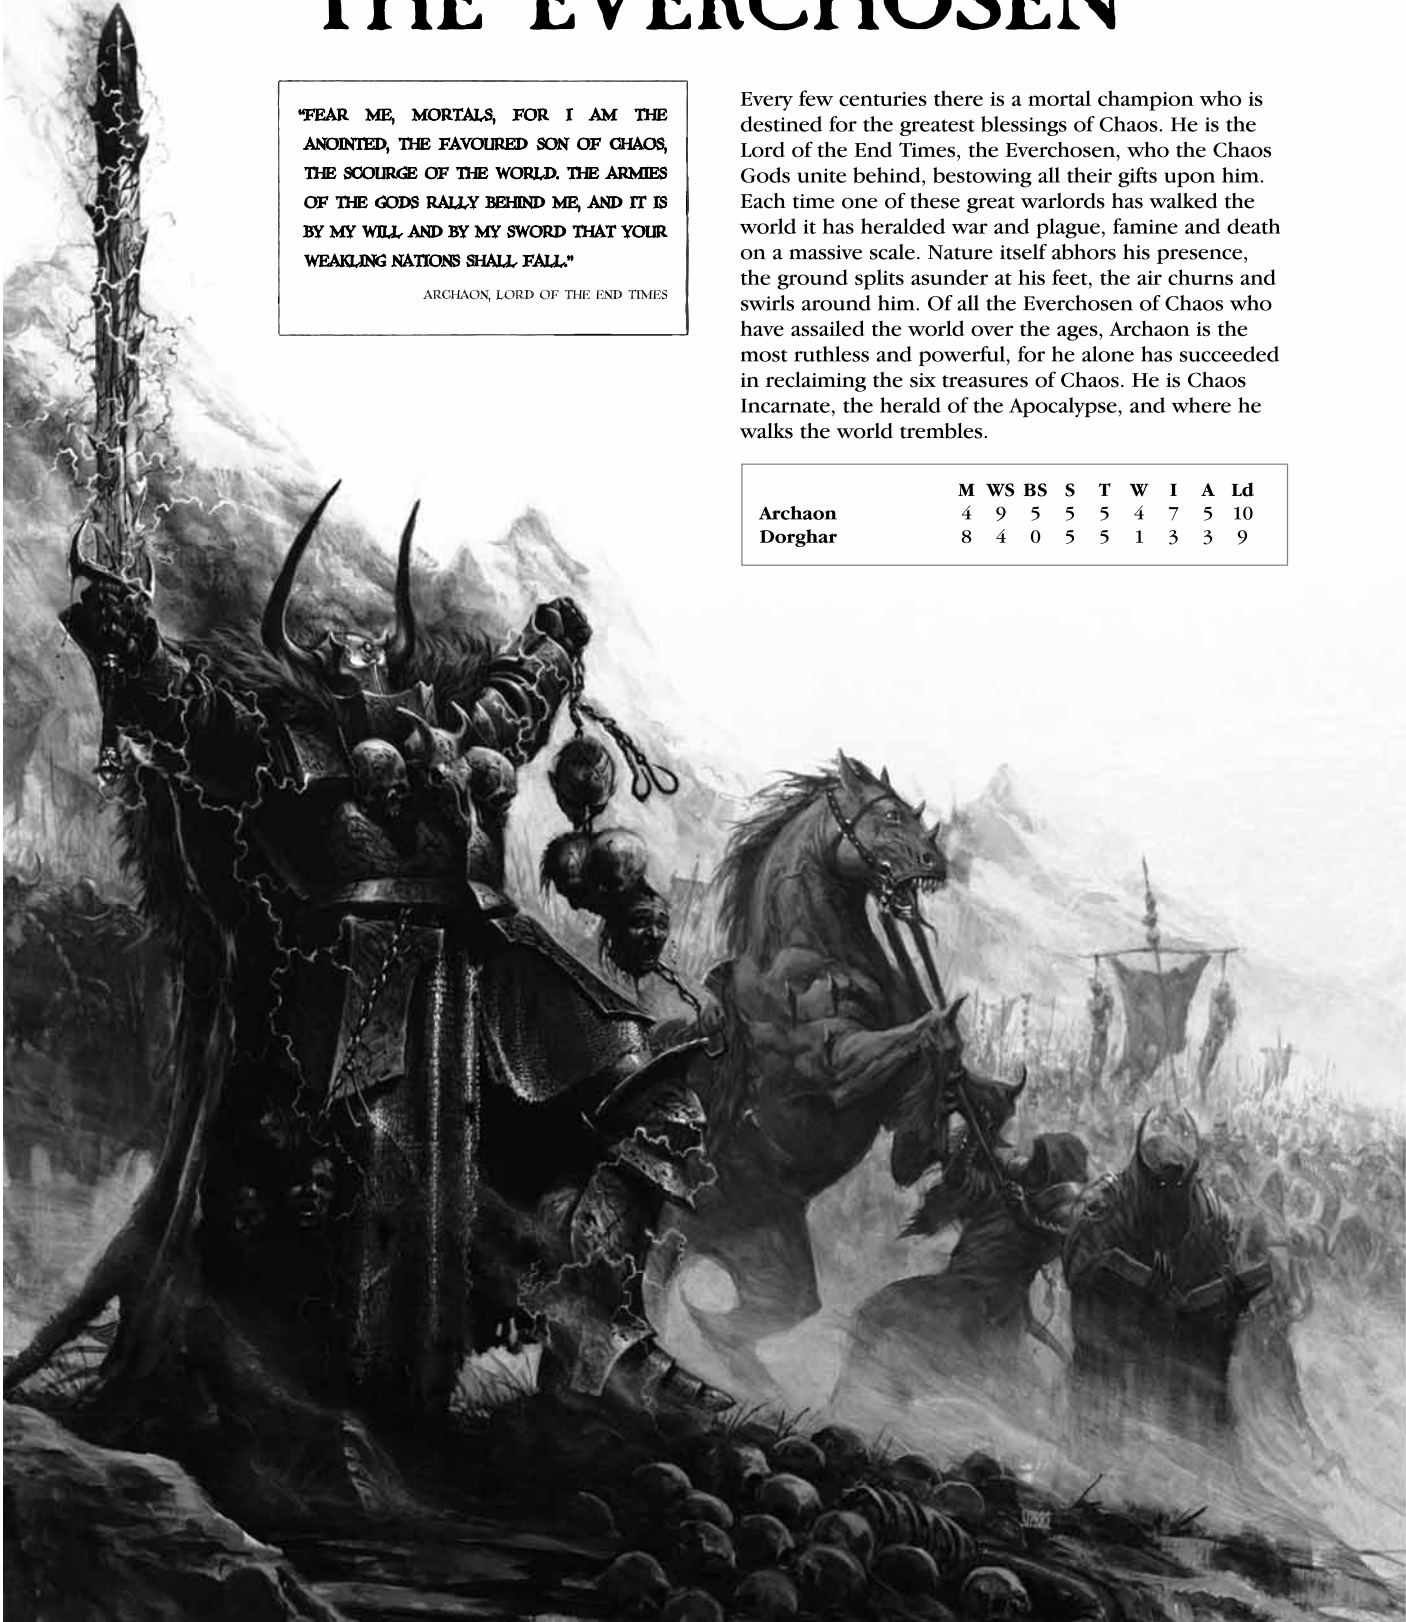 THE EVERCHOSEN
“FEAR ME, MORTALS, FOR I AM THE
ANOINTED, THE FAVOURED SON OF CHAOS,
THE SCOURGE OF THE WORLD. THE ARMIES
OF THE GODS RALLY BEHIND ME, AND IT IS
BY MY WILL AND BY MY SWORD THAT YOUR
WEAKLING NATIONS SHALL FALL.”
ARCHAON, LORD OF THE END TIMES
Every few centuries there is a mortal champion who is
destined for the greatest blessings of Chaos. He is the
Lord of the End Times, the Everchosen, who the Chaos
Gods unite behind, bestowing all their gifts upon him.
Each time one of these great warlords has walked the
world it has heralded war and plague, famine and death
on a massive scale. Nature itself abhors his presence,
the ground splits asunder at his feet, the air churns and
swirls around him. Of all the Everchosen of Chaos who
have assailed the world over the ages, Archaon is the
most ruthless and powerful, for he alone has succeeded
in reclaiming the six treasures of Chaos. He is Chaos
Incarnate, the herald of the Apocalypse, and where he
walks the world trembles.
M WS BS S T W I A Ld
Archaon 4 9 5 5 5 4 7 5 10
Dorghar 8 4 0 5 5 1 3 3 9